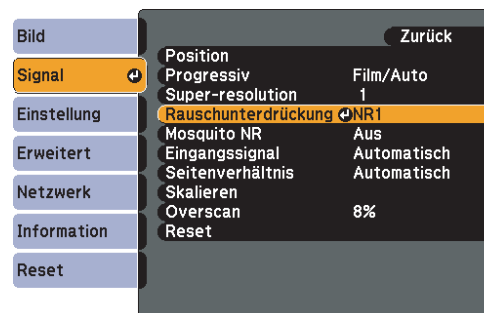 Bild
Signal
Einstellung
Erweitert
Netzwerk
Information
Reset
Zurück
Position
Progressiv Film/Auto
Super-resolution 1
Rauschunterdrückung NR1
Mosquito NR Aus
Eingangssignal Automatisch
Seitenverhältnis Automatisch
Skalieren
Overscan 8%
Reset